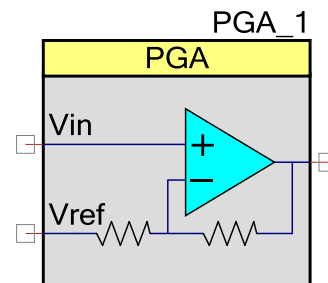 PGA_1
PGA
Vin
+
−
Vref